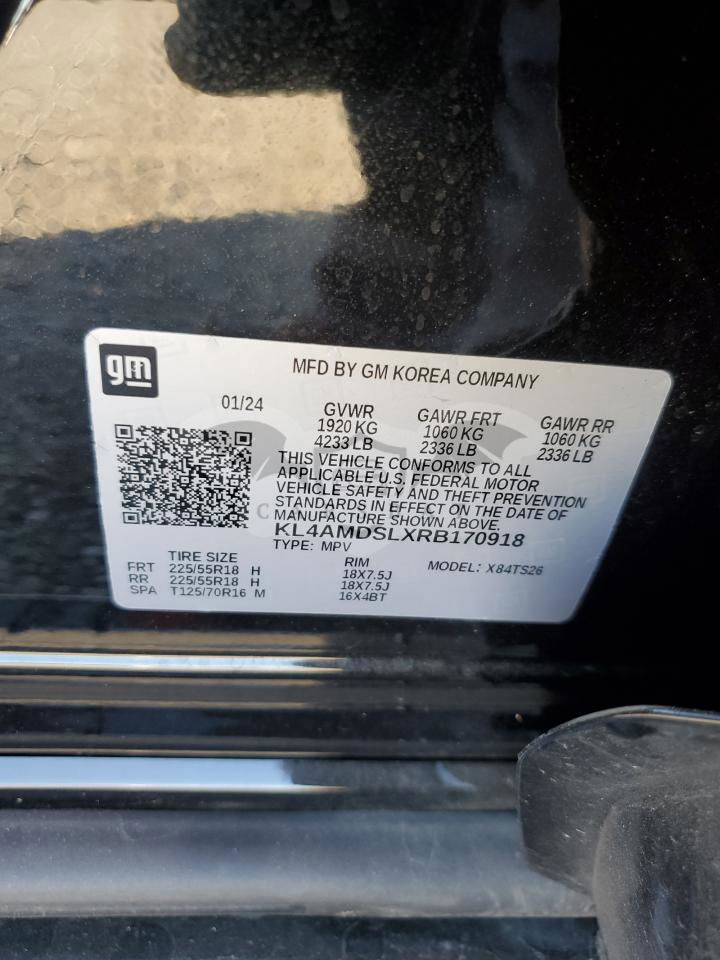 gm
MFD BY GM KOREA COMPANY
01/24
GVWR
1920 KG
4233 LB
GAWR FRT
1060 KG
2336 LB
GAWR RR
1060 KG
2336 LB
THIS VEHICLE CONFORMS TO ALL
APPLICABLE U.S. FEDERAL MOTOR
VEHICLE SAFETY AND THEFT PREVENTION
STANDARDS IN EFFECT ON THE DATE OF
MANUFACTURE SHOWN ABOVE.
KL4AMDSLXRB170918
TYPE: MPV
MODEL: X84TS26
TIRE SIZE
RIM
FRT 225/55R18 H 18X7.5J
RR 225/55R18 H 18X7.5J
SPA T125/70R16 M 16X4BT